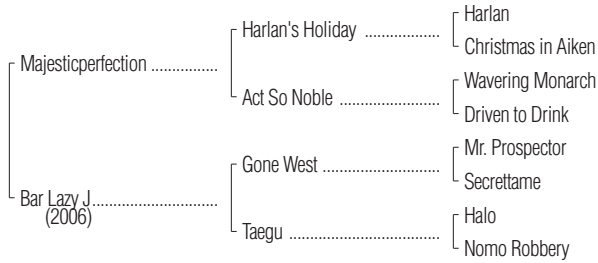 Harlan
Harlan's Holiday ..................
Christmas in Aiken
Majesticperfection ................
Wavering Monarch
Act So Noble ........................
Driven to Drink
Mr. Prospector
Gone West ............................
Secrettame
Bar Lazy J ..............................
(2006)
Halo
Taegu ....................................
Nomo Robbery